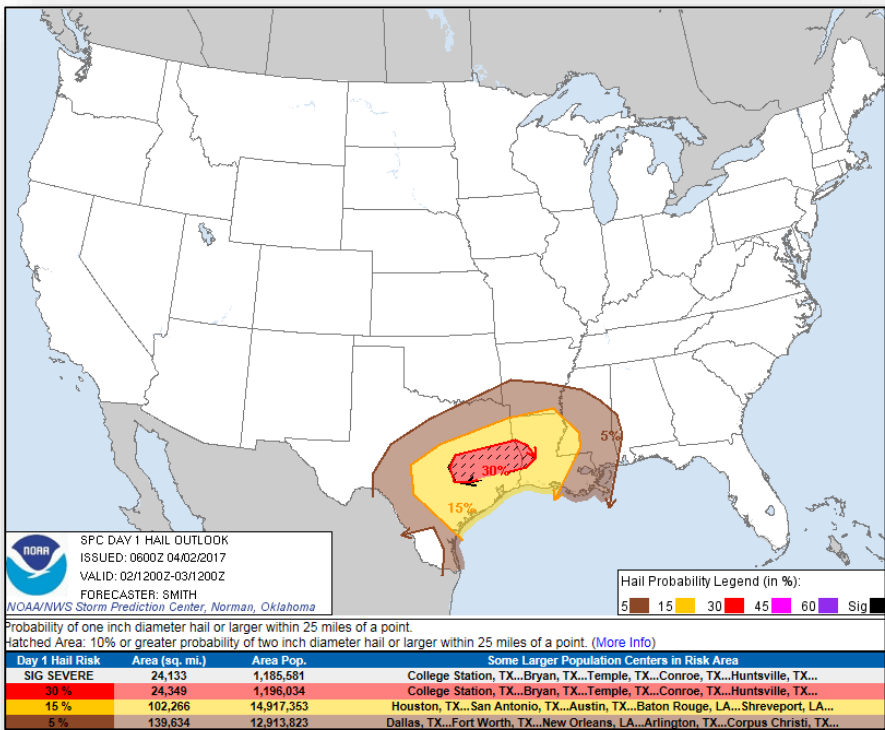 5%
30%
15%
NOAA
SPC DAY 1 HAIL OUTLOOK
ISSUED: 0600Z 04/02/2017
VALID: 02/1200Z-03/1200Z
FORECASTER: SMITH
NOAA/NWS Storm Prediction Center, Norman, Oklahoma
Hail Probability Legend (in %):
5 15 30 45 60 Sig
Probability of one inch diameter hail or larger within 25 miles of a point.
Hatched Area: 10% or greater probability of two inch diameter hail or larger within 25 miles of a point. (More Info)
Day 1 Hail Risk Area (sq. mi.) Area Pop. Some Larger Population Centers in Risk Area
SIG SEVERE 24,133 1,185,581 College Station, TX...Bryan, TX...Temple, TX...Conroe, TX...Huntsville, TX...
30 % 24,349 1,196,034 College Station, TX...Bryan, TX...Temple, TX...Conroe, TX...Huntsville, TX...
15 % 102,266 14,917,353 Houston, TX...San Antonio, TX...Austin, TX...Baton Rouge, LA...Shreveport, LA...
5 % 139,634 12,913,823 Dallas, TX...Fort Worth, TX...New Orleans, LA...Arlington, TX...Corpus Christi, TX...